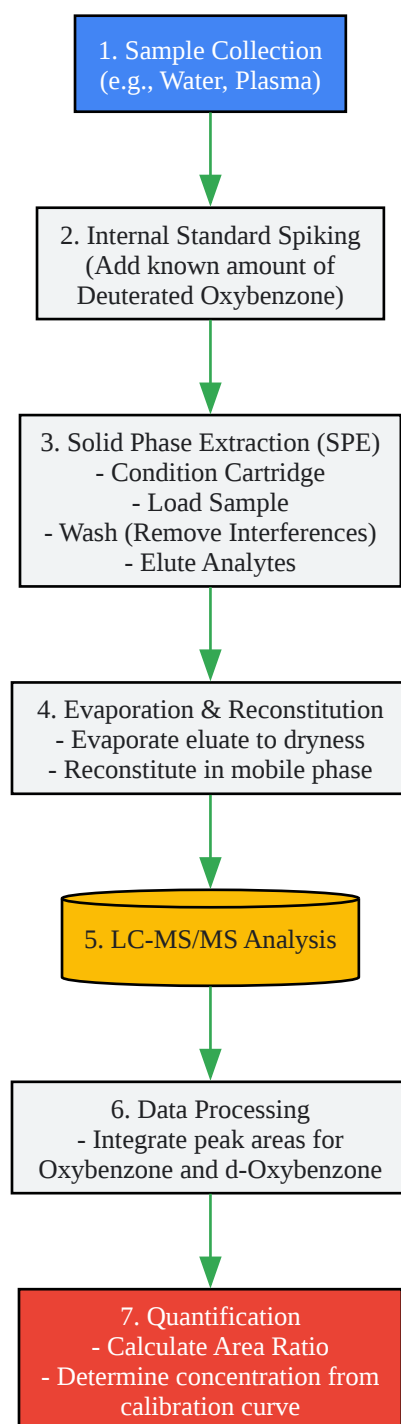 1. Sample Collection
(e.g., Water, Plasma)
2. Internal Standard Spiking
(Add known amount of
Deuterated Oxybenzone)
3. Solid Phase Extraction (SPE)
- Condition Cartridge
- Load Sample
- Wash (Remove Interferences)
- Elute Analytes
4. Evaporation & Reconstitution
- Evaporate eluate to dryness
- Reconstitute in mobile phase
5. LC-MS/MS Analysis
6. Data Processing
- Integrate peak areas for
Oxybenzone and d-Oxybenzone
7. Quantification
- Calculate Area Ratio
- Determine concentration from
calibration curve